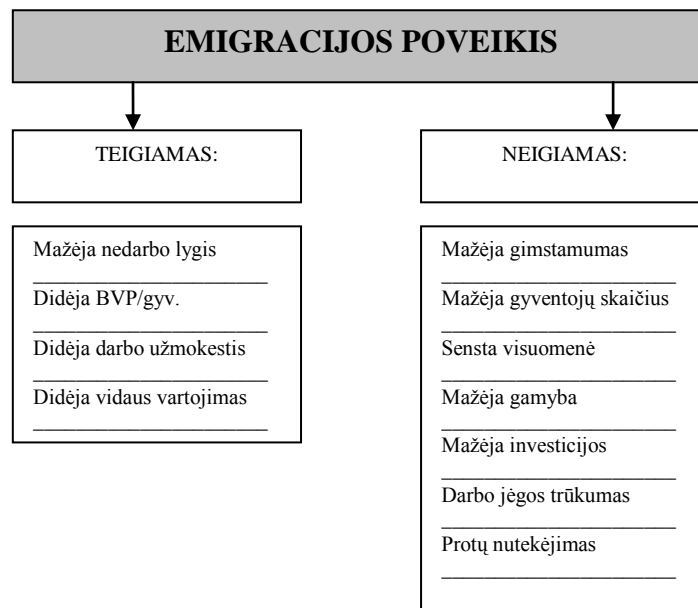 EMIGRACIJOS POVEIKIS
TEIGIAMAS:
Mažėja nedarbo lygis
Didėja BVP/gyv.
Didėja darbo užmokestis
Didėja vidaus vartojimas
NEIGIAMAS:
Mažėja gimstamumas
Mažėja gyventojų skaičius
Sensta visuomenė
Mažėja gamyba
Mažėja investicijos
Darbo jėgos trūkumas
Protų nutekėjimas